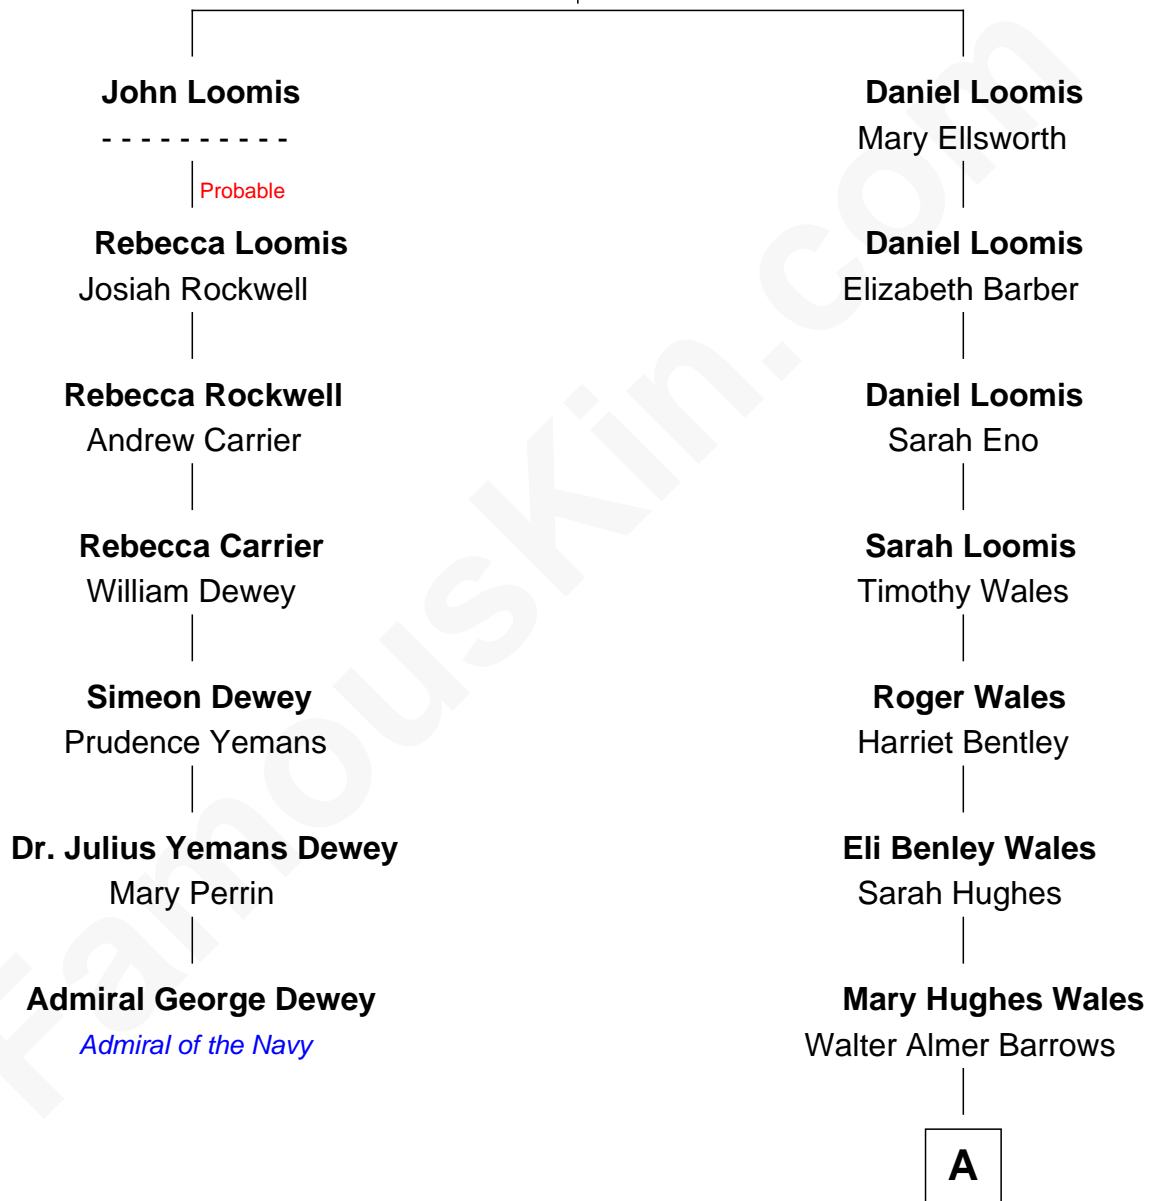 John Loomis
- - - - - - - - - -
Probable
Rebecca Loomis
Josiah Rockwell
Rebecca Rockwell
Andrew Carrier
Rebecca Carrier
William Dewey
Simeon Dewey
Prudence Yemans
Dr. Julius Yemans Dewey
Mary Perrin
Admiral George Dewey
Admiral of the Navy
Daniel Loomis
Mary Ellsworth
Daniel Loomis
Elizabeth Barber
Daniel Loomis
Sarah Eno
Sarah Loomis
Timothy Wales
Roger Wales
Harriet Bentley
Eli Benley Wales
Sarah Hughes
Mary Hughes Wales
Walter Almer Barrows
A
FamousKin.com